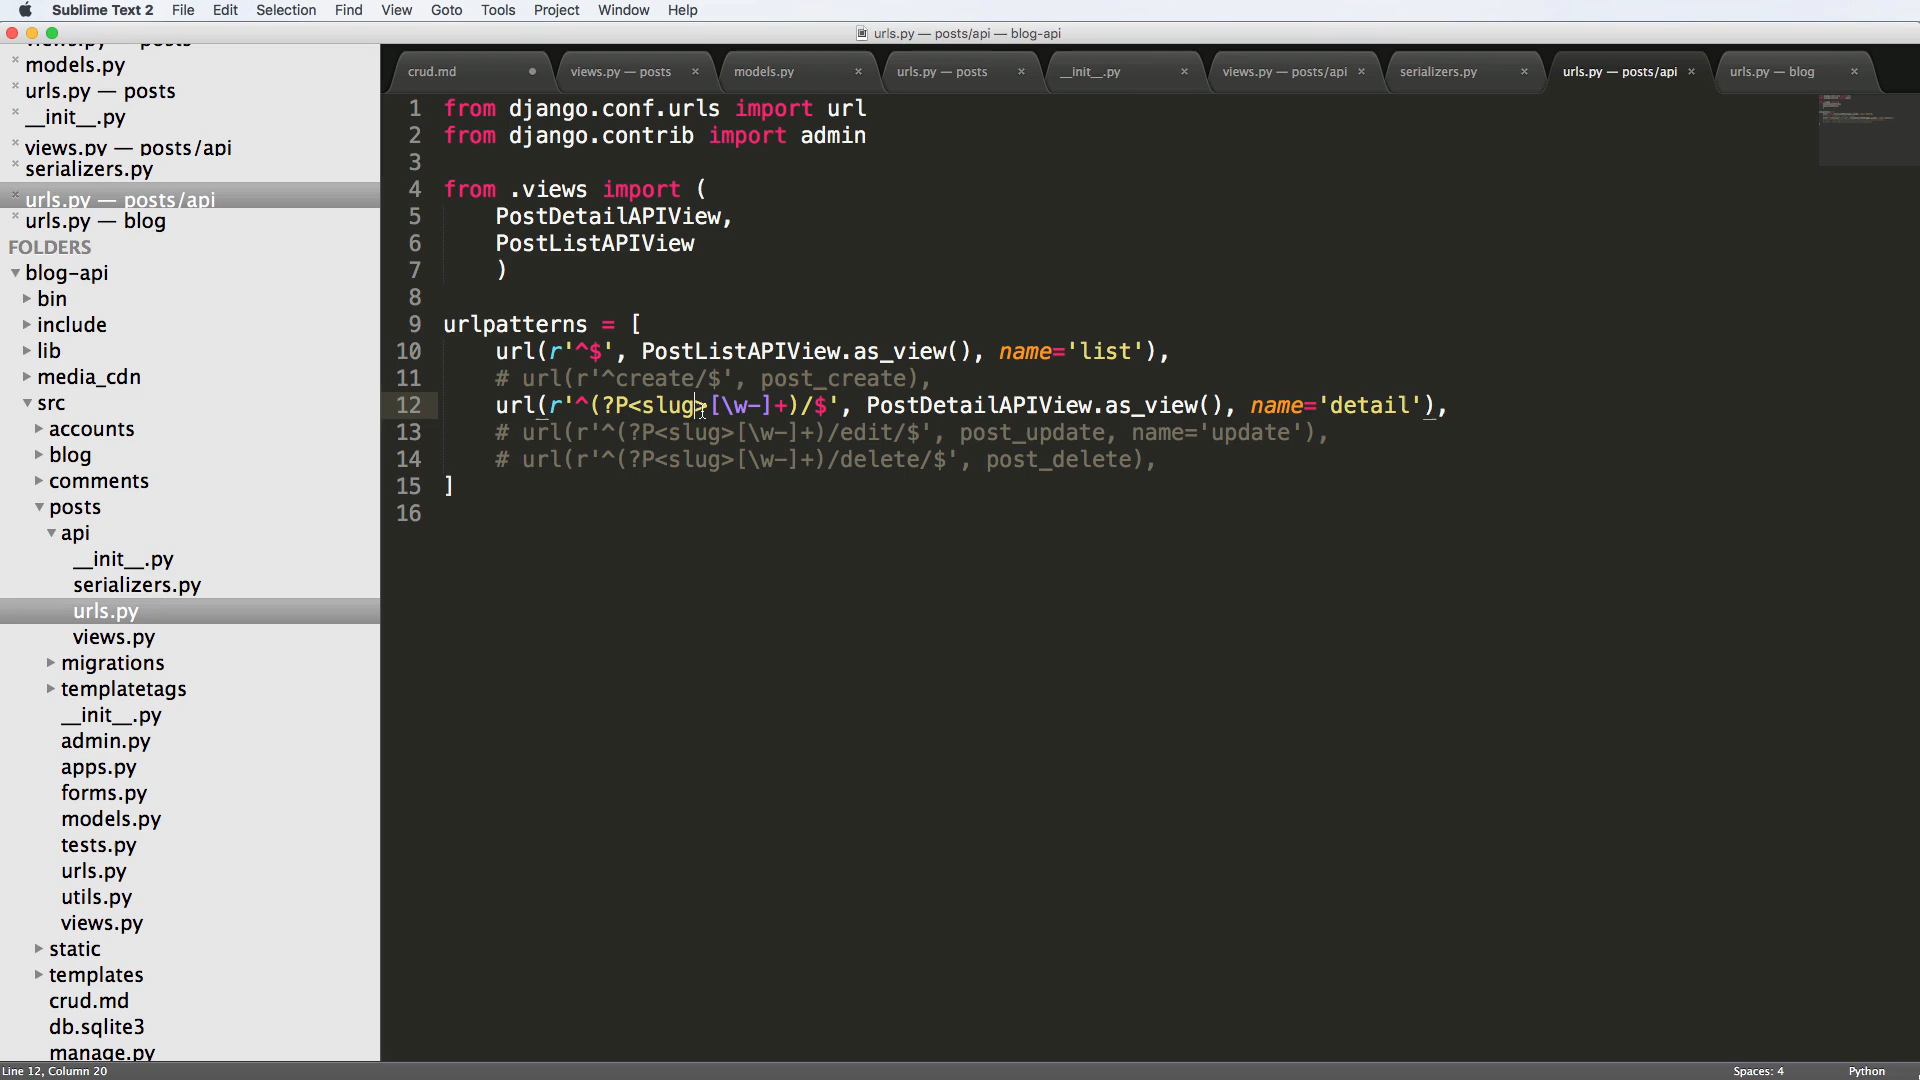 Sublime Text 2 File Edit Selection Find View Goto Tools Project Window Help
urls.py — posts/api — blog-api
views.py — posts
models.py
urls.py — posts
__init__.py
views.py — posts/api
serializers.py
urls.py — posts/api
urls.py — blog
FOLDERS
blog-api
bin
include
lib
media_cdn
src
accounts
blog
comments
posts
api
__init__.py
serializers.py
urls.py
views.py
migrations
templatetags
__init__.py
admin.py
apps.py
forms.py
models.py
tests.py
urls.py
utils.py
views.py
static
templates
crud.md
db.sqlite3
manage.py
crud.md views.py — posts models.py urls.py — posts __init__.py views.py — posts/api serializers.py urls.py — posts/api urls.py — blog
1 from django.conf.urls import url
2 from django.contrib import admin
3
4 from .views import (
5 PostDetailAPIView,
6 PostListAPIView
7 )
8
9 urlpatterns = [
10 url(r'^$', PostListAPIView.as_view(), name='list'),
11 # url(r'^create/$', post_create),
12 url(r'^(?P<slug>[\w-]+)/$', PostDetailAPIView.as_view(), name='detail'),
13 # url(r'^(?P<slug>[\w-]+)/edit/$', post_update, name='update'),
14 # url(r'^(?P<slug>[\w-]+)/delete/$', post_delete),
15 ]
16
Line 12, Column 20 Spaces: 4 Python